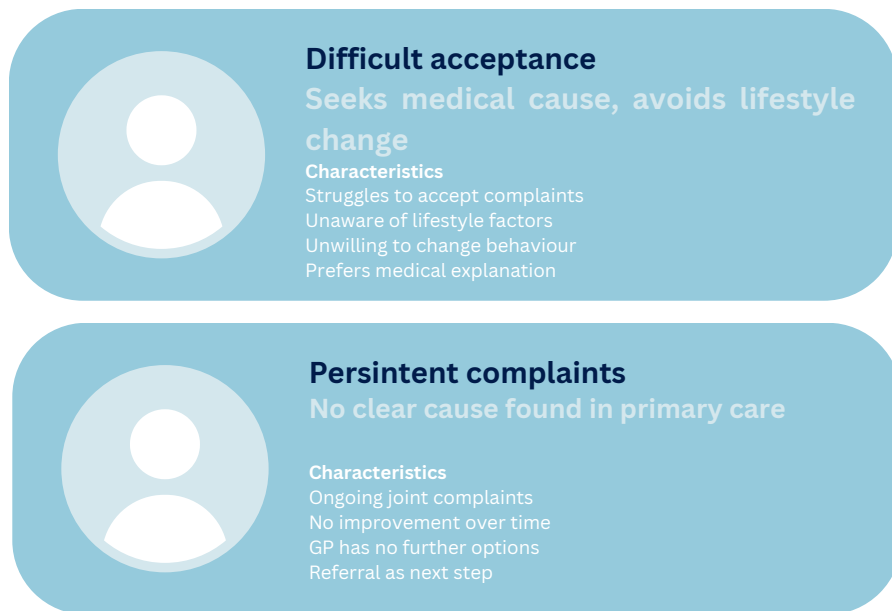 Difficult acceptance
Seeks medical cause, avoids lifestyle
change
Characteristics
Struggles to accept complaints
Unaware of lifestyle factors
Unwilling to change behaviour
Prefers medical explanation
Persintent complaints
No clear cause found in primary care
Characteristics
Ongoing joint complaints
No improvement over time
GP has no further options
Referral as next step